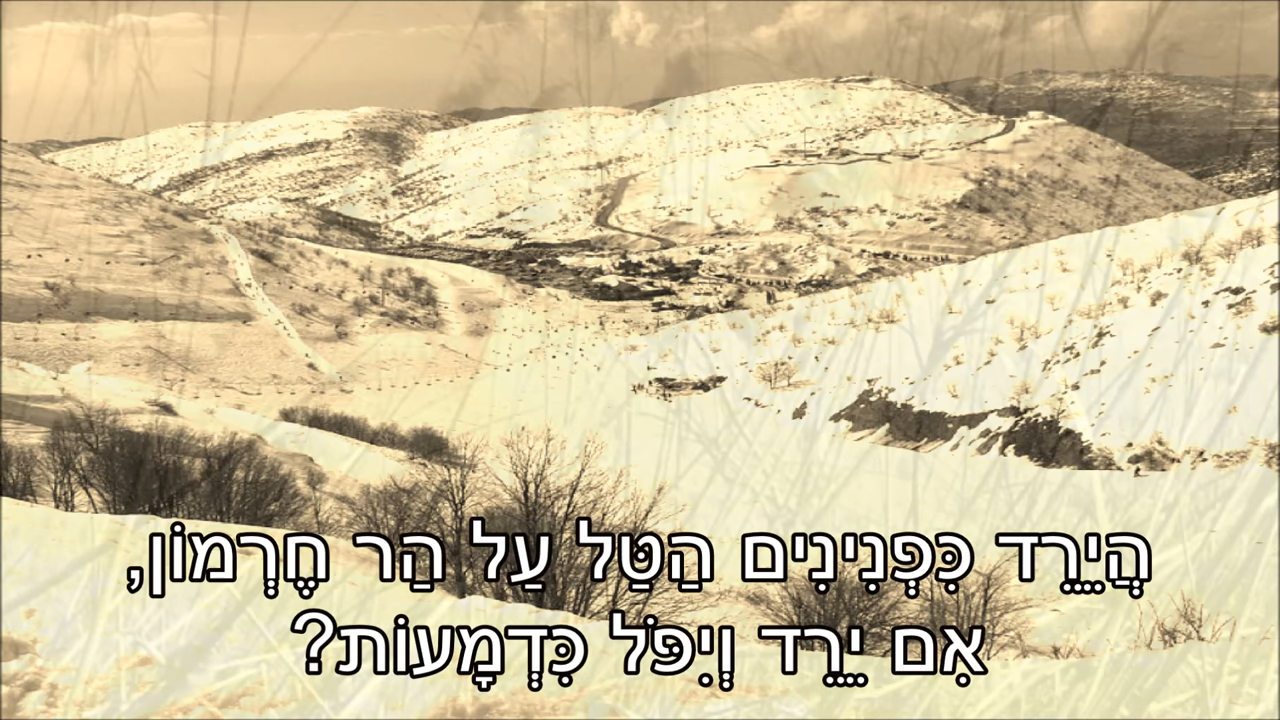 הֲיֵרֵד כִּפְנִינִים הַטַּל עַל הַר חֶרְמוֹן,
אִם יֵרֵד וְיִפֹּל כִּדְמָעוֹת?